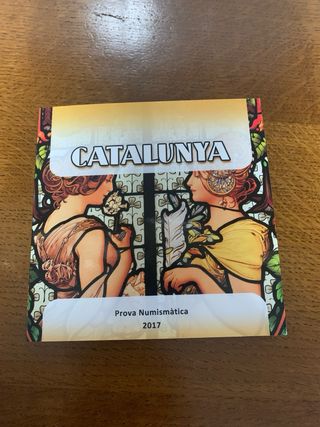 CATALUNYA
Prova Numismàtica
2017